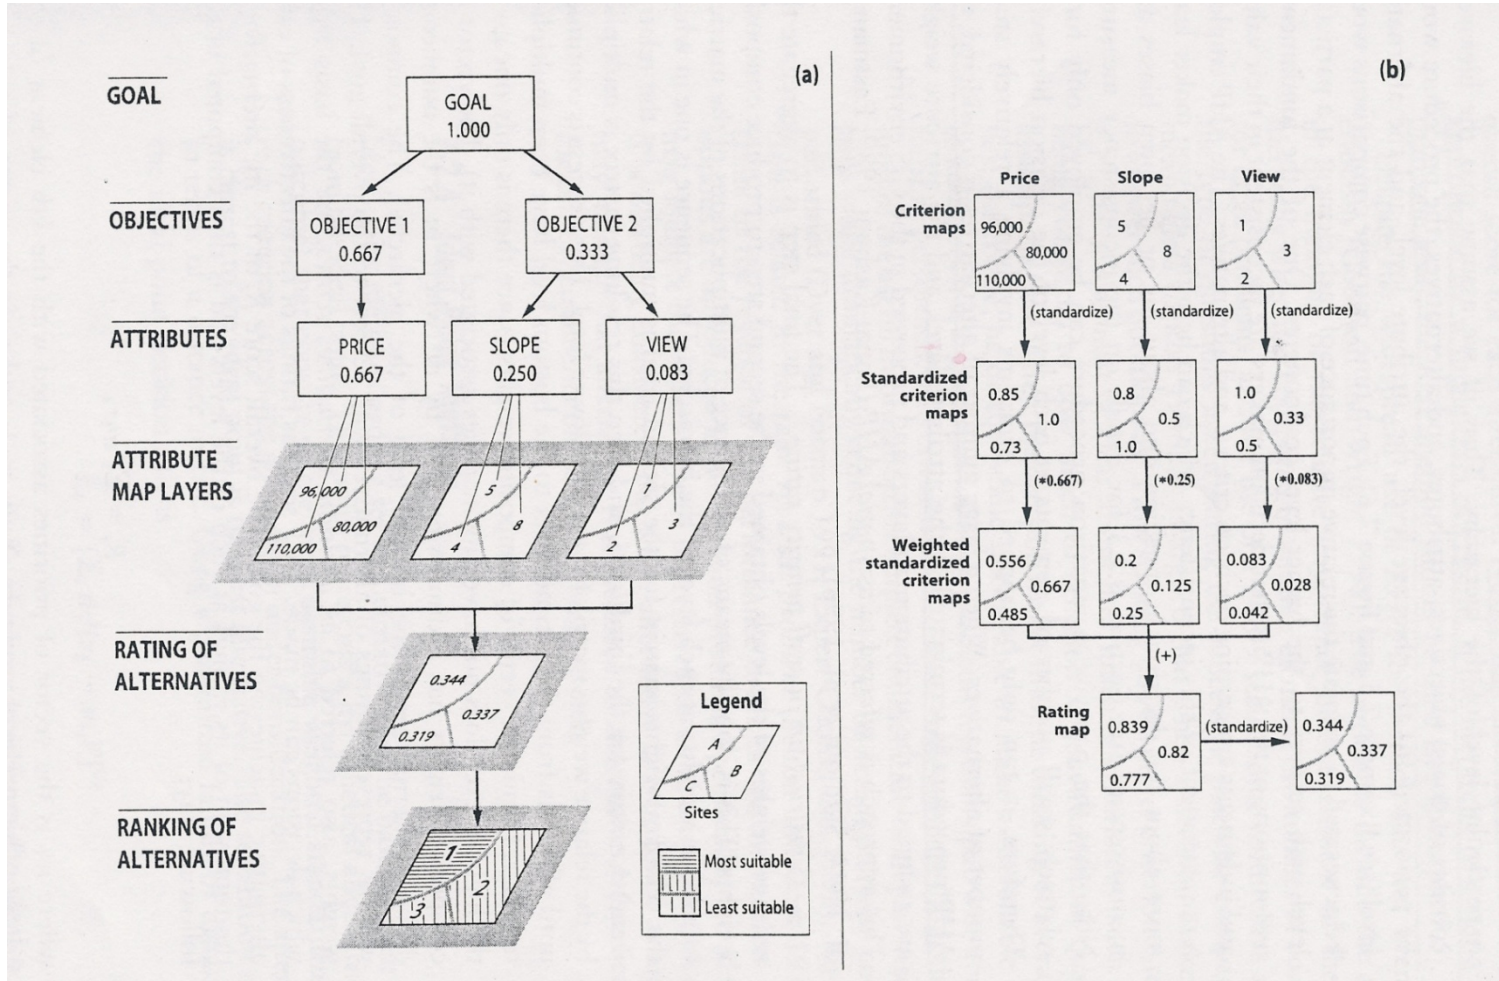 (a)
GOAL
GOAL
1.000
OBJECTIVES
OBJECTIVE 1
0.667
OBJECTIVE 2
0.333
ATTRIBUTES
PRICE
0.667
SLOPE
0.250
VIEW
0.083
ATTRIBUTE
MAP LAYERS
96,000
80,000
110,000
5
8
4
1
3
2
RATING OF
ALTERNATIVES
0.344
0.337
0.319
RANKING OF
ALTERNATIVES
1
2
3
Legend
A
B
C
Sites
Most suitable
Least suitable
(b)
Price
Slope
View
Criterion
maps
96,000
80,000
110,000
5
8
4
1
3
2
(standardize)
(standardize)
(standardize)
Standardized
criterion
maps
0.85
1.0
0.73
0.8
0.5
1.0
1.0
0.33
0.5
(*0.667)
(*0.25)
(*0.083)
Weighted
standardized
criterion
maps
0.556
0.667
0.485
0.2
0.125
0.25
0.083
0.028
0.042
(+)
Rating
map
0.839
0.82
0.777
(standardize)
0.344
0.337
0.319